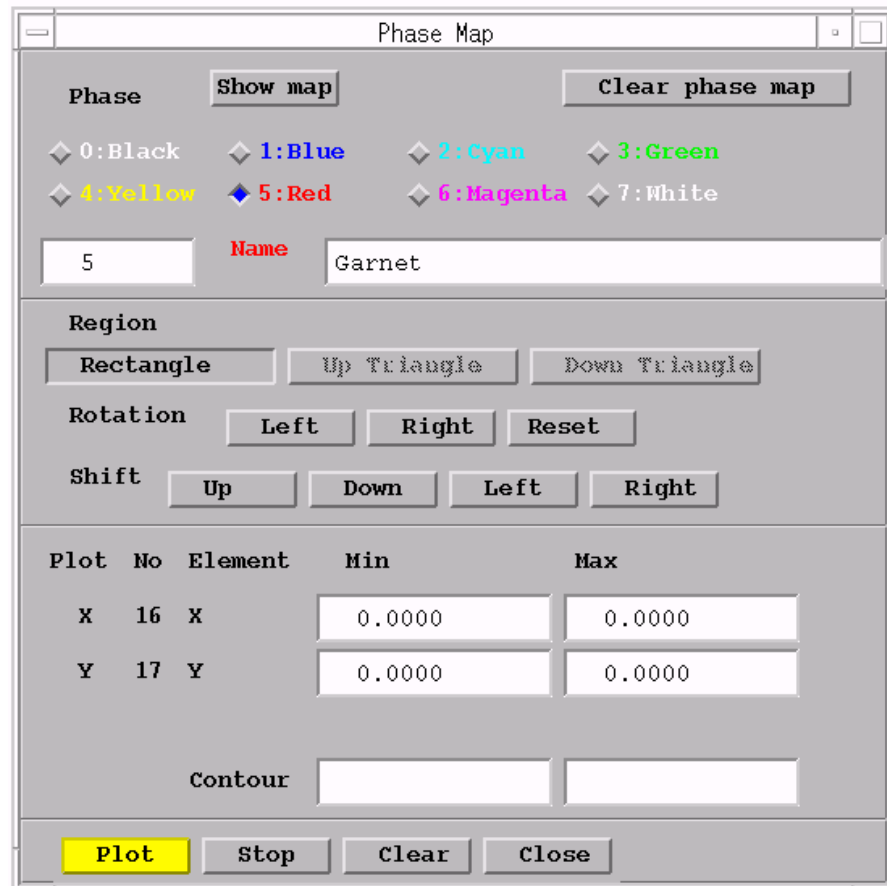 Phase Map
Phase Show map Clear phase map
0:Black 1:Blue 2:Cyan 3:Green
4:Yellow 5:Red 6:Magenta 7:White
5 Name Garnet
Region
Rectangle Up Triangle Down Triangle
Rotation Left Right Reset
Shift Up Down Left Right
Plot No Element Min Max
X 16 X 0.0000 0.0000
Y 17 Y 0.0000 0.0000
Contour
Plot Stop Clear Close